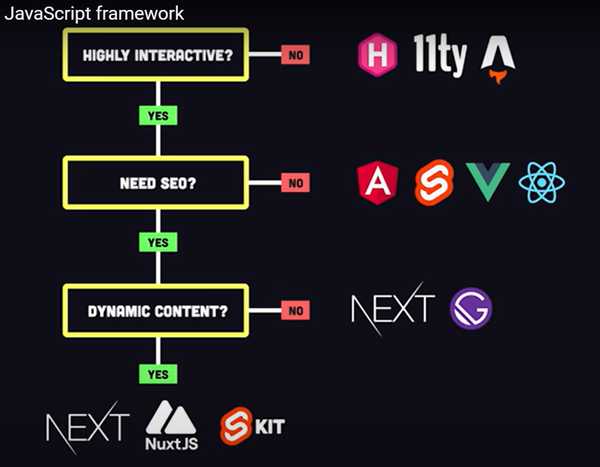 JavaScript framework
HIGHLY INTERACTIVE?
NO
11ty
YES
NEED SEO?
NO
YES
DYNAMIC CONTENT?
NO
NEXT
YES
NEXT
NuxtJS
KIT